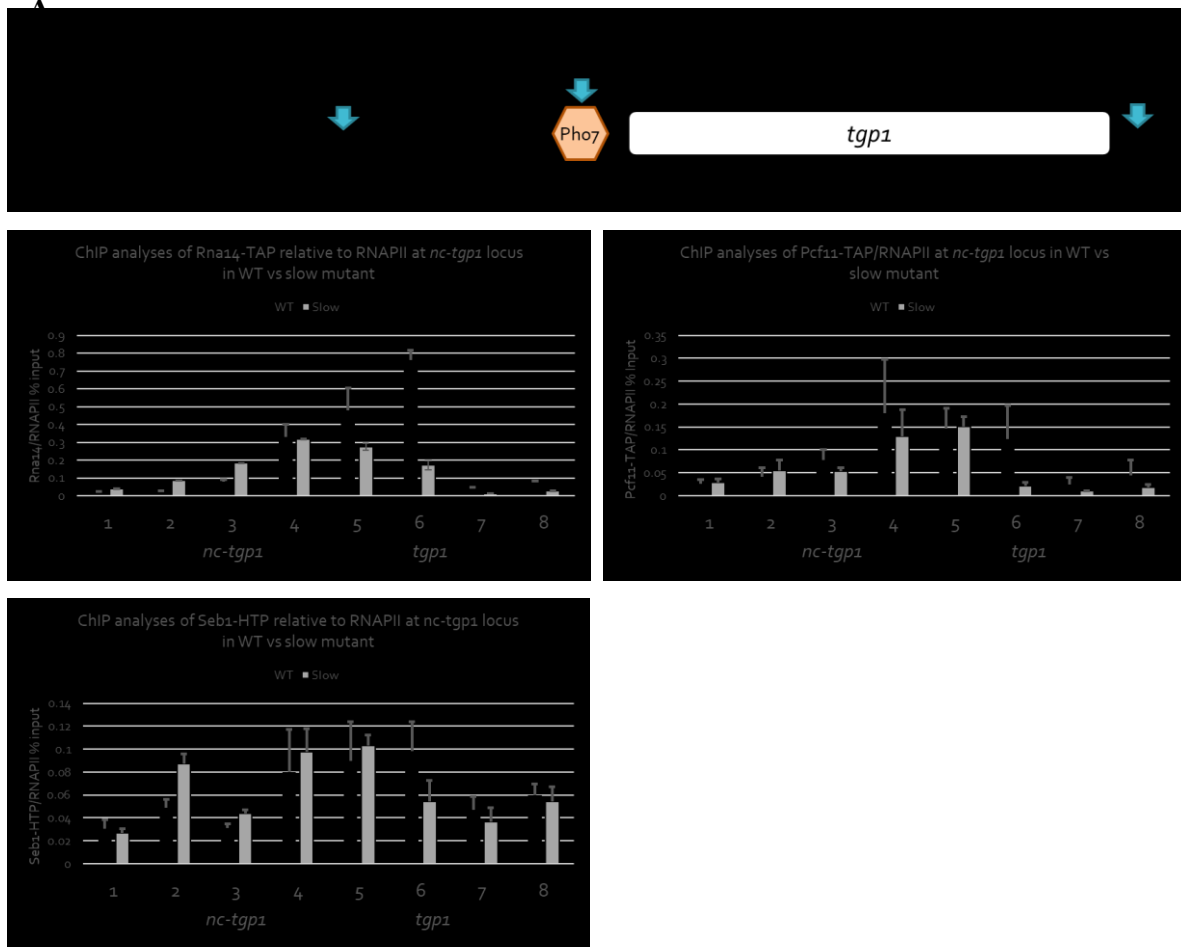 A
Pho7
tgp1
ChIP analyses of Rna14-TAP relative to RNAPII at nc-tgp1 locus
in WT vs slow mutant
WT Slow
Rna14/RNAPII % input
0.9
0.8
0.7
0.6
0.5
0.4
0.3
0.2
0.1
0
1 2 3 4 5 6 7 8
nc-tgp1 tgp1
ChIP analyses of Pcf11-TAP/RNAPII at nc-tgp1 locus in WT vs
slow mutant
WT Slow
Pcf11-TAP/RNAPII % Input
0.35
0.3
0.25
0.2
0.15
0.1
0.05
0
1 2 3 4 5 6 7 8
nc-tgp1 tgp1
ChIP analyses of Seb1-HTP relative to RNAPII at nc-tgp1 locus
in WT vs slow mutant
WT Slow
Seb1-HTP/RNAPII % input
0.14
0.12
0.1
0.08
0.06
0.04
0.02
0
1 2 3 4 5 6 7 8
nc-tgp1 tgp1